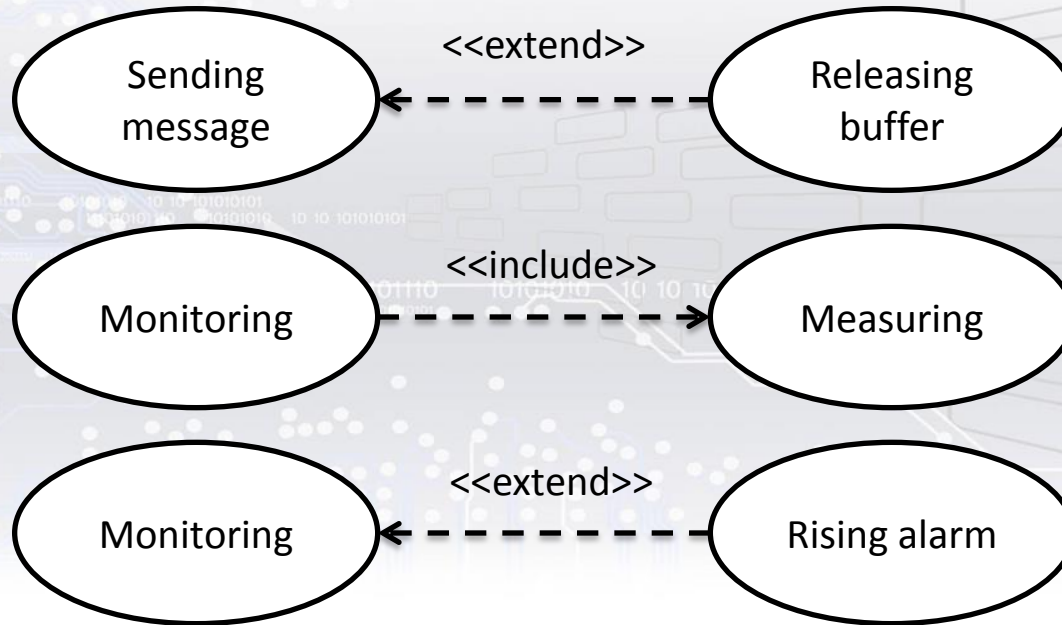 Sending
message
<<extend>>
Releasing
buffer
Monitoring
<<include>>
Measuring
Monitoring
<<extend>>
Rising alarm